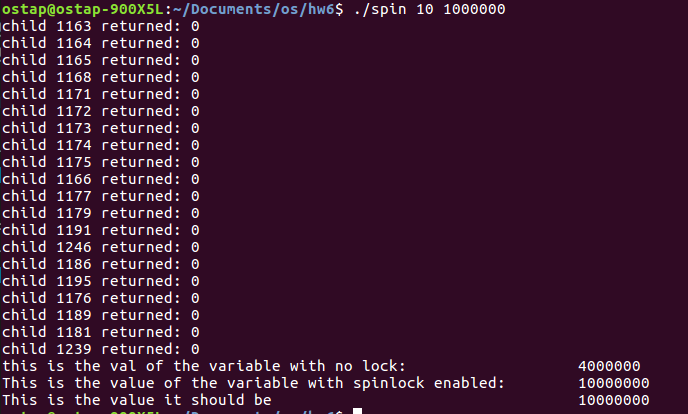 ostap@ostap-900X5L:~/Documents/os/hw6$ ./spin 10 1000000
child 1163 returned: 0
child 1164 returned: 0
child 1165 returned: 0
child 1168 returned: 0
child 1171 returned: 0
child 1172 returned: 0
child 1173 returned: 0
child 1174 returned: 0
child 1175 returned: 0
child 1166 returned: 0
child 1177 returned: 0
child 1179 returned: 0
child 1191 returned: 0
child 1246 returned: 0
child 1186 returned: 0
child 1195 returned: 0
child 1176 returned: 0
child 1189 returned: 0
child 1181 returned: 0
child 1239 returned: 0
this is the val of the variable with no lock: 4000000
This is the value of the variable with spinlock enabled: 10000000
This is the value it should be 10000000
ostap@ostap-900X5L:~/Documents/os/hw6$